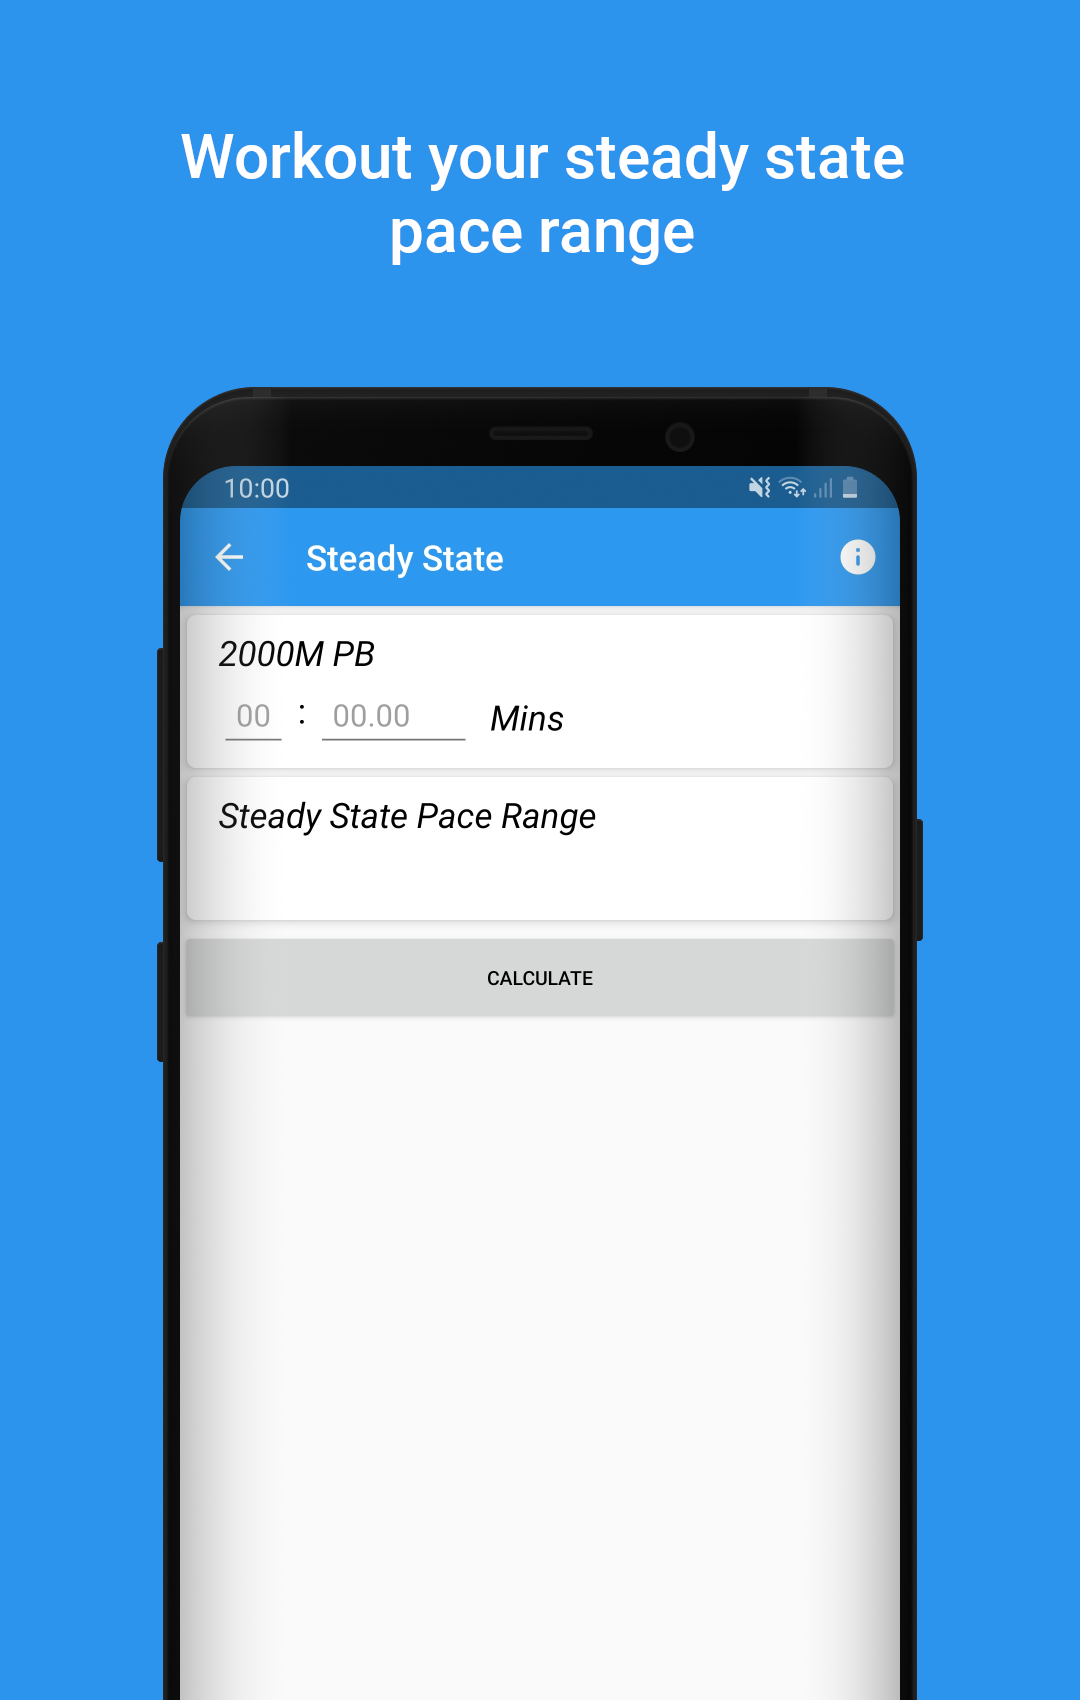 Workout your steady state
pace range
10:00
Steady State
2000M PB
00 : 00.00 Mins
Steady State Pace Range
CALCULATE